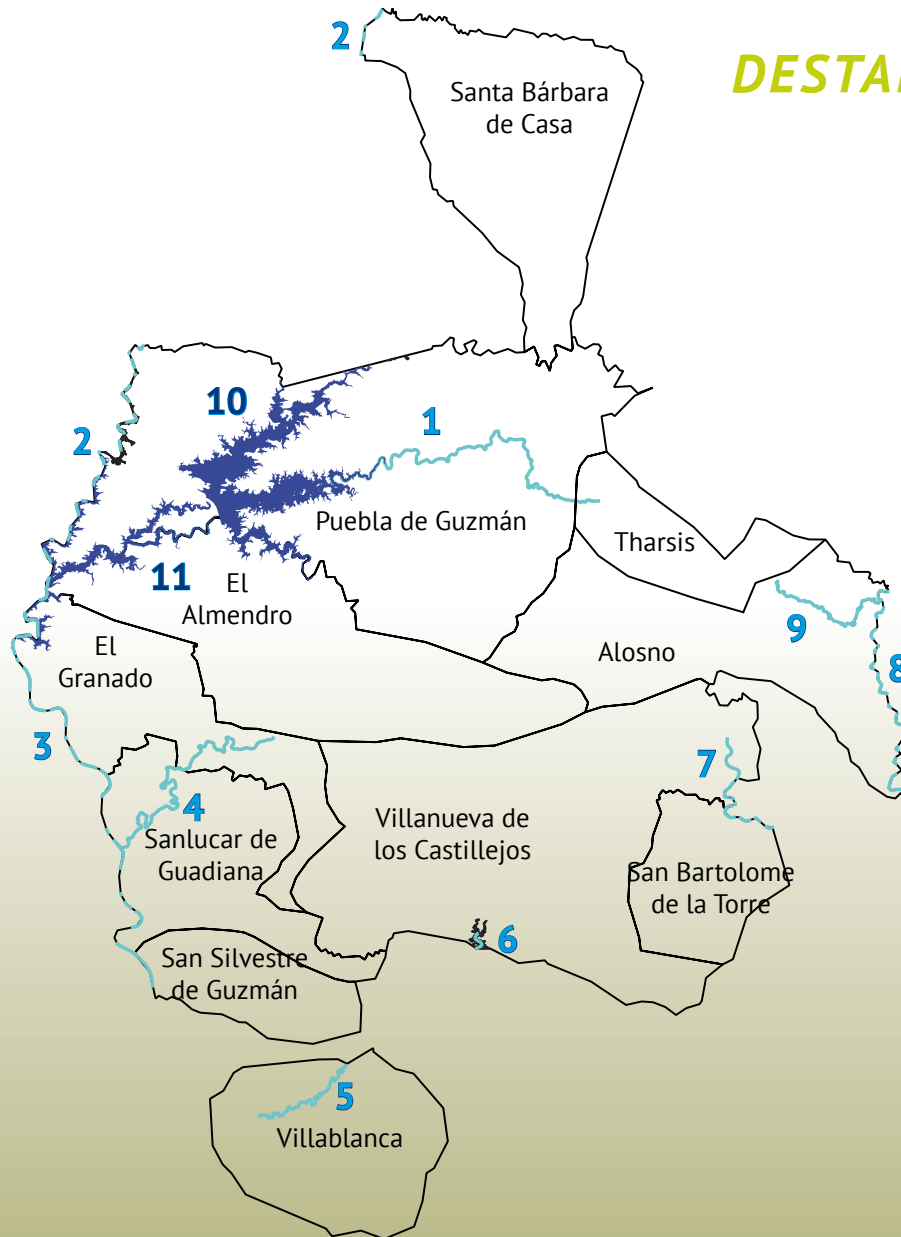 2
DESTA
Santa Bárbara
de Casa
10
1
2
Puebla de Guzmán
Tharsis
11
El
Almendro
9
El
Granado
Alosno
8
3
7
4
Villanueva de
los Castillejos
Sanlucar de
Guadiana
San Bartolome
de la Torre
6
San Silvestre
de Guzmán
5
Villablanca